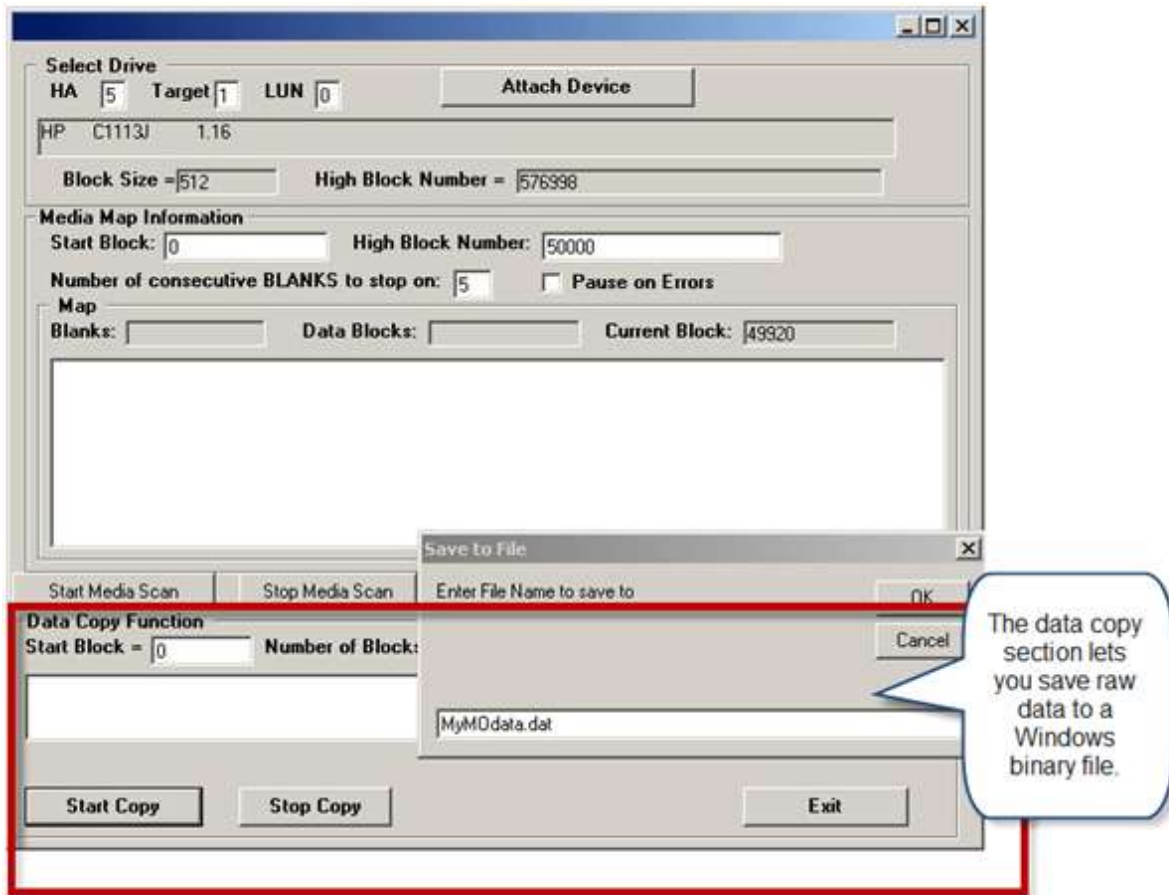 Select Drive
HA 5 Target 1 LUN 0 Attach Device
HP C1113J 1.16
Block Size = 512 High Block Number = 576998
Media Map Information
Start Block: 0 High Block Number: 50000
Number of consecutive BLANKS to stop on: 5 Pause on Errors
Map
Blanks: Data Blocks: Current Block: 49920
Save to File
Start Media Scan Stop Media Scan Enter File Name to save to OK
Data Copy Function
Start Block = 0 Number of Blocks Cancel
MyMOdata.dat
Start Copy Stop Copy Exit
The data copy
section lets
you save raw
data to a
Windows
binary file.